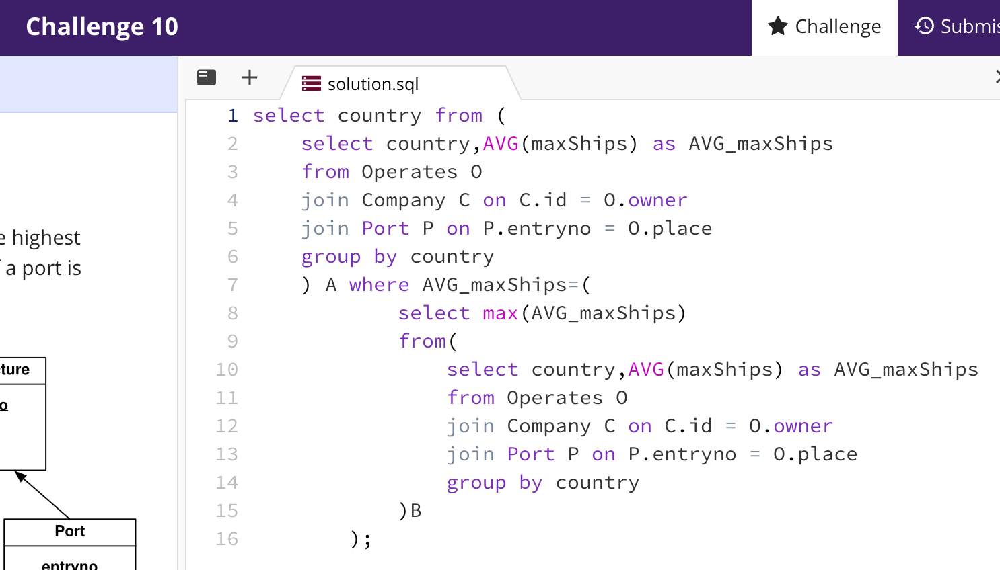 Challenge 10
Challenge
Submis
solution.sql
e highest
a port is
cture
o
Port
entryno
1 select country from (
2 select country,AVG(maxShips) as AVG_maxShips
3 from Operates O
4 join Company C on C.id = O.owner
5 join Port P on P.entryno = O.place
6 group by country
7 ) A where AVG_maxShips=(
8 select max(AVG_maxShips)
9 from(
10 select country,AVG(maxShips) as AVG_maxShips
11 from Operates O
12 join Company C on C.id = O.owner
13 join Port P on P.entryno = O.place
14 group by country
15 )B
16 );